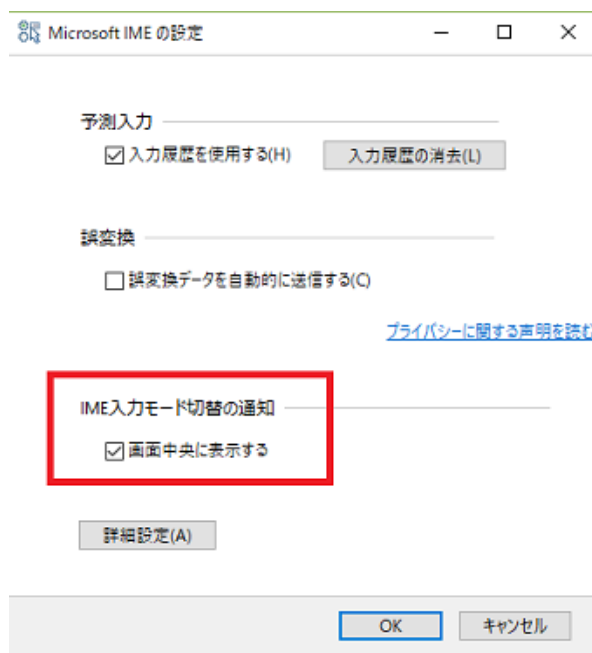 Microsoft IME の設定
予測入力
入力履歴を使用する(H)
入力履歴の消去(L)
誤変換
誤変換データを自動的に送信する(C)
プライバシーに関する声明を読む
IME入力モード切替の通知
画面中央に表示する
詳細設定(A)
OK
キャンセル